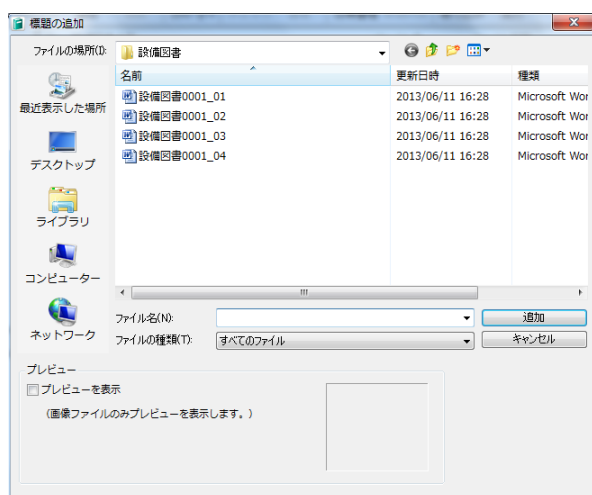 標題の追加
ファイルの場所(I):
設備図書
名前
更新日時
種類
設備図書0001_01
2013/06/11 16:28
Microsoft Wor
設備図書0001_02
2013/06/11 16:28
Microsoft Wor
設備図書0001_03
2013/06/11 16:28
Microsoft Wor
設備図書0001_04
2013/06/11 16:28
Microsoft Wor
最近表示した場所
デスクトップ
ライブラリ
コンピューター
ネットワーク
ファイル名(N):
追加
ファイルの種類(T):
すべてのファイル
キャンセル
プレビュー
プレビューを表示
(画像ファイルのみプレビューを表示します。)